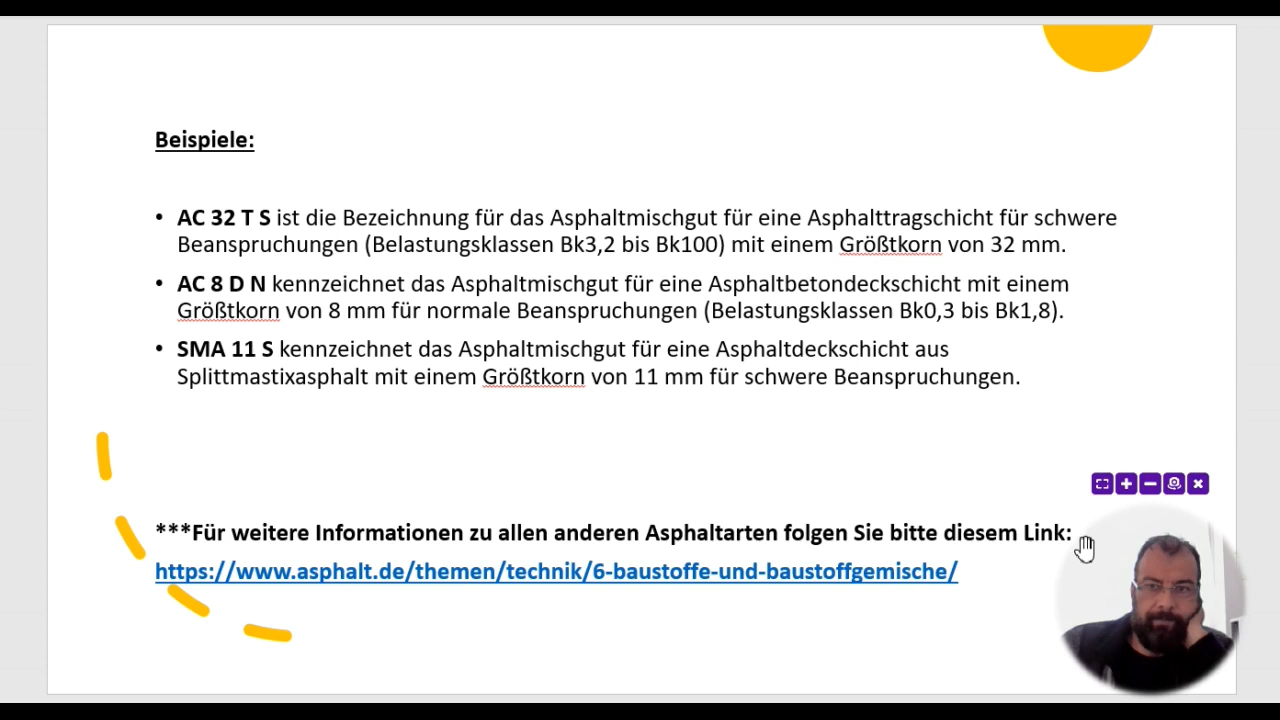 Beispiele:
• AC 32 T S ist die Bezeichnung für das Asphaltmischgut für eine Asphalttragschicht für schwere
Beanspruchungen (Belastungsklassen Bk3,2 bis Bk100) mit einem Größtkorn von 32 mm.
• AC 8 D N kennzeichnet das Asphaltmischgut für eine Asphaltbetondeckschicht mit einem
Größtkorn von 8 mm für normale Beanspruchungen (Belastungsklassen Bk0,3 bis Bk1,8).
• SMA 11 S kennzeichnet das Asphaltmischgut für eine Asphaltdeckschicht aus
Splittmastixasphalt mit einem Größtkorn von 11 mm für schwere Beanspruchungen.
***Für weitere Informationen zu allen anderen Asphaltarten folgen Sie bitte diesem Link:
https://www.asphalt.de/themen/technik/6-baustoffe-und-baustoffgemische/